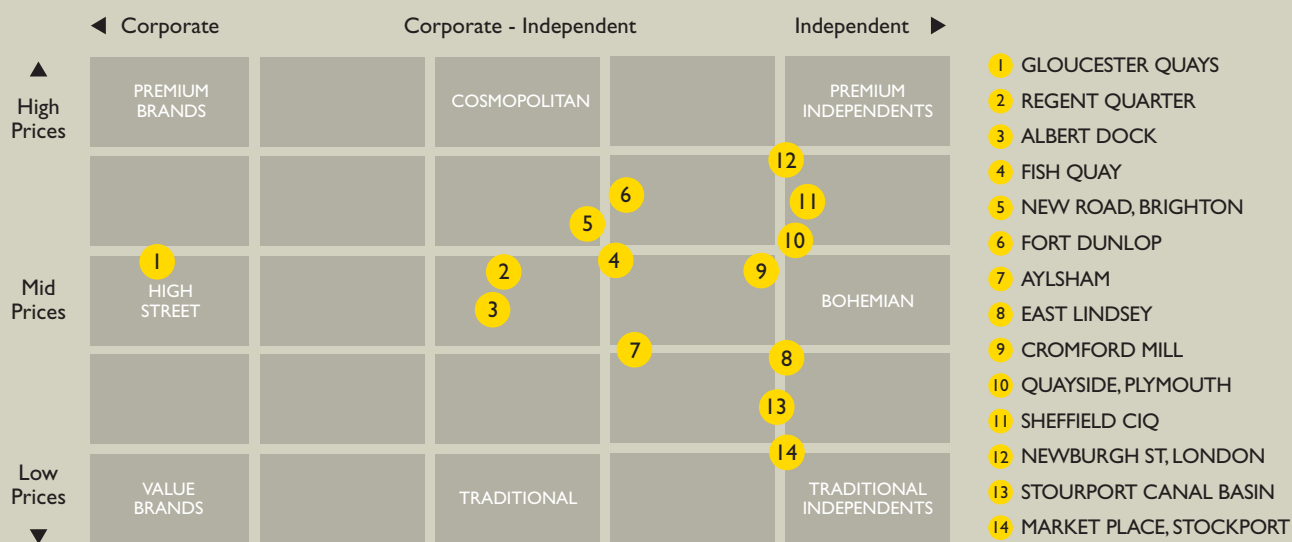 ◄ Corporate
Corporate - Independent
Independent ►
▲
High
Prices
Mid
Prices
Low
Prices
▼
PREMIUM
BRANDS
COSMOPOLITAN
PREMIUM
INDEPENDENTS
12
6
11
5
10
4
1
2
9
HIGH
STREET
3
BOHEMIAN
7
8
13
14
VALUE
BRANDS
TRADITIONAL
TRADITIONAL
INDEPENDENTS
1 GLOUCESTER QUAYS
2 REGENT QUARTER
3 ALBERT DOCK
4 FISH QUAY
5 NEW ROAD, BRIGHTON
6 FORT DUNLOP
7 AYLSHAM
8 EAST LINDSEY
9 CROMFORD MILL
10 QUAYSIDE, PLYMOUTH
11 SHEFFIELD CIQ
12 NEWBURGH ST, LONDON
13 STOURPORT CANAL BASIN
14 MARKET PLACE, STOCKPORT